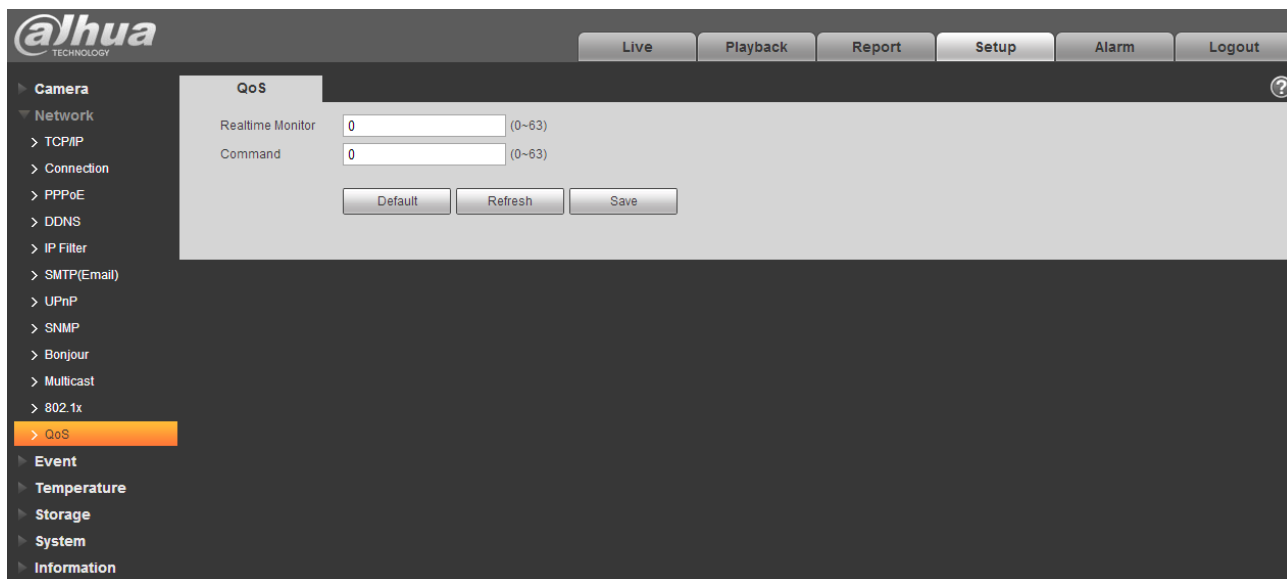 alhua
TECHNOLOGY
Live Playback Report Setup Alarm Logout
Camera
Network
TCP/IP
Connection
PPPoE
DDNS
IP Filter
SMTP(Email)
UPnP
SNMP
Bonjour
Multicast
802.1x
QoS
Event
Temperature
Storage
System
Information
QoS
?
Realtime Monitor 0 (0~63)
Command 0 (0~63)
Default Refresh Save